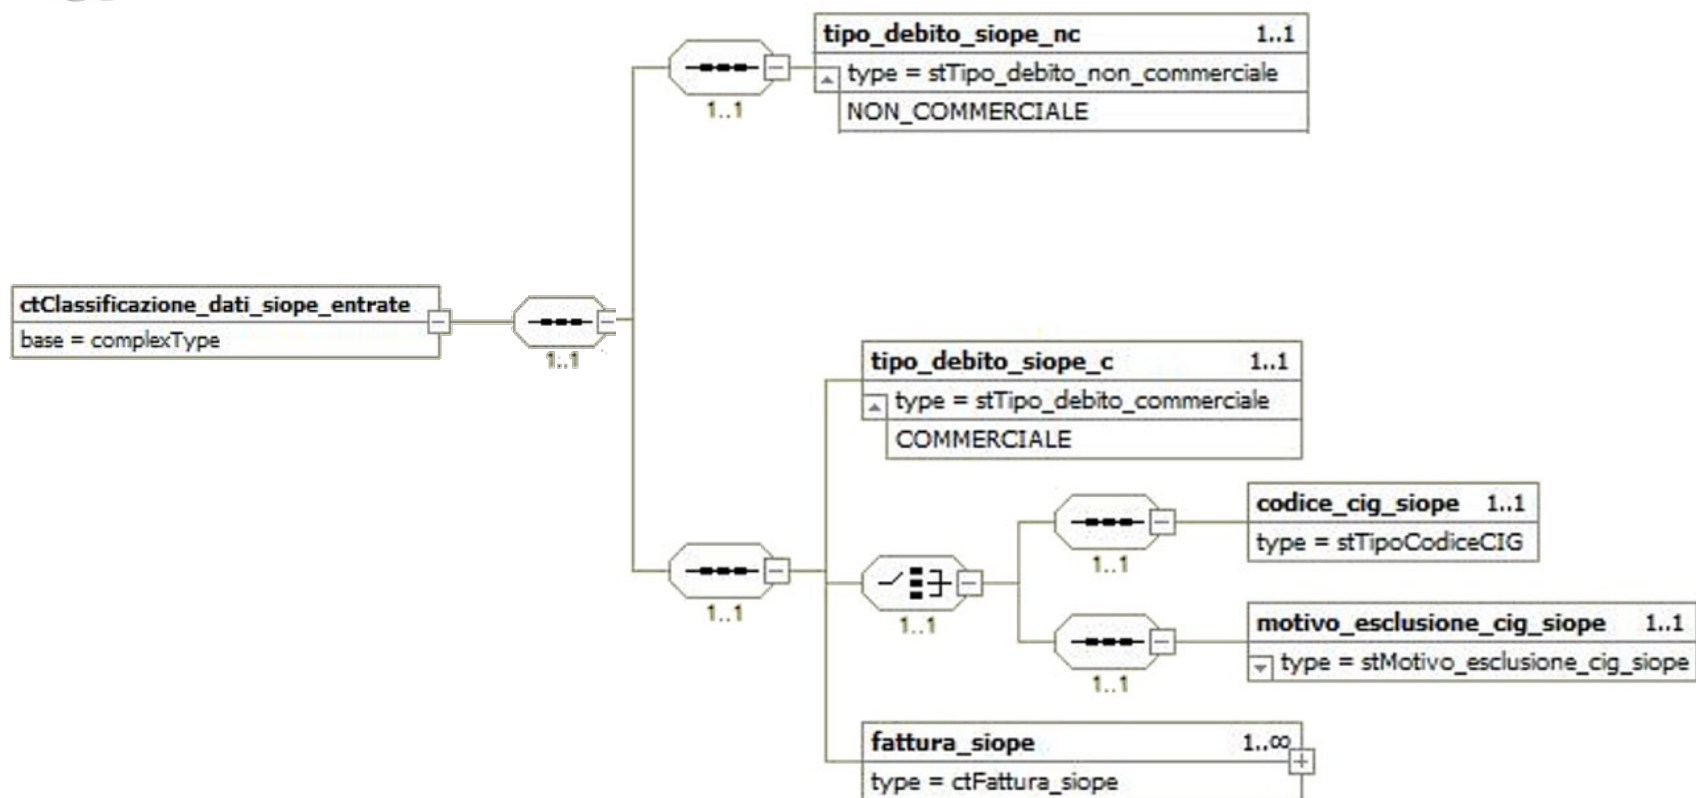 tipo_debito_siope_nc 1..1
type = stTipo_debito_non_commerciale
NON_COMMERCIALE
1..1
ctClassificazione_dati_siope_entrate
base = complexType
1..1
tipo_debito_siope_c 1..1
type = stTipo_debito_commerciale
COMMERCIALE
codice_cig_siope 1..1
type = stTipoCodiceCIG
1..1
1..1
1..1
motivo_esclusione_cig_siope 1..1
type = stMotivo_esclusione_cig_siope
1..1
fattura_siope 1..∞
type = ctFattura_siope